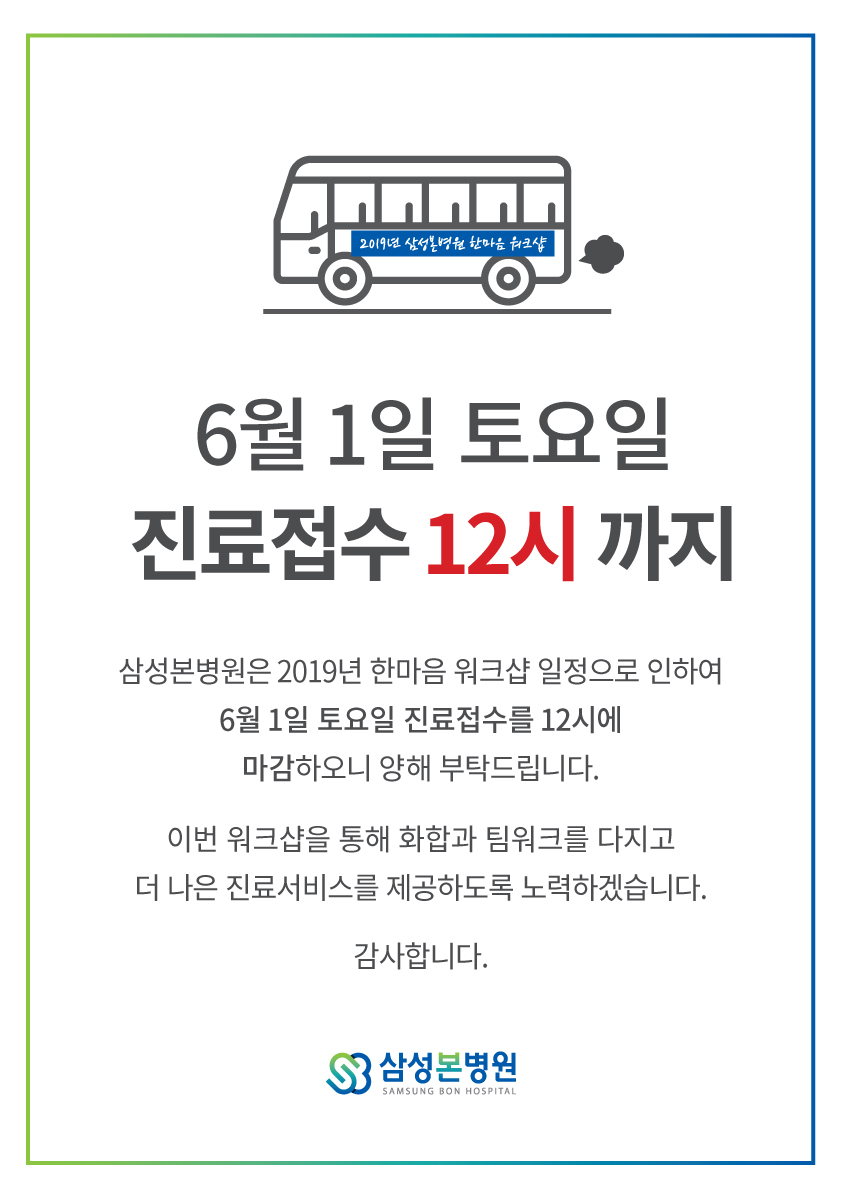 2019년 삼성본병원 한마음 워크샵
6월 1일 토요일
진료접수 12시 까지
삼성본병원은 2019년 한마음 워크샵 일정으로 인하여
6월 1일 토요일 진료접수를 12시에
마감하오니 양해 부탁드립니다.
이번 워크샵을 통해 화합과 팀워크를 다지고
더 나은 진료서비스를 제공하도록 노력하겠습니다.
감사합니다.
삼성본병원
SAMSUNG BON HOSPITAL